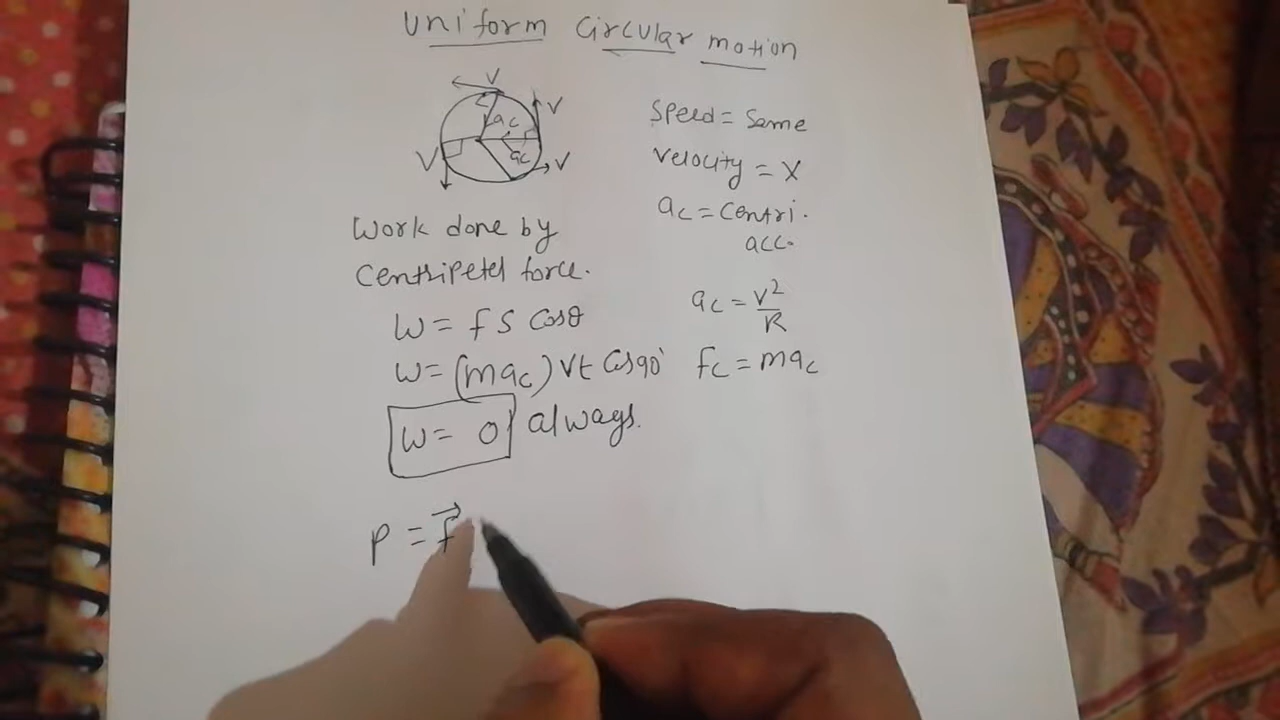 Uniform Circular motion
V
V
ac
ac
V
V
Speed = Same
Velocity = X
ac = Centri.
acc.
Work done by
Centripetel force.
ac = V²/R
W = f S Cosθ
W = (mac) Vt Cos90°
fc = mac
W = 0 always.
P = f⃗